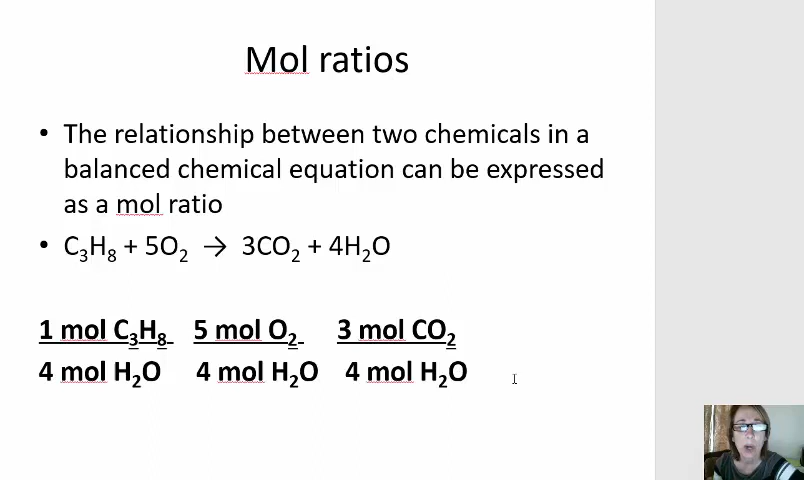 Mol ratios
• The relationship between two chemicals in a
balanced chemical equation can be expressed
as a mol ratio
• C₃H₈ + 5O₂ → 3CO₂ + 4H₂O
1 mol C₃H₈ 5 mol O₂ 3 mol CO₂
4 mol H₂O 4 mol H₂O 4 mol H₂O